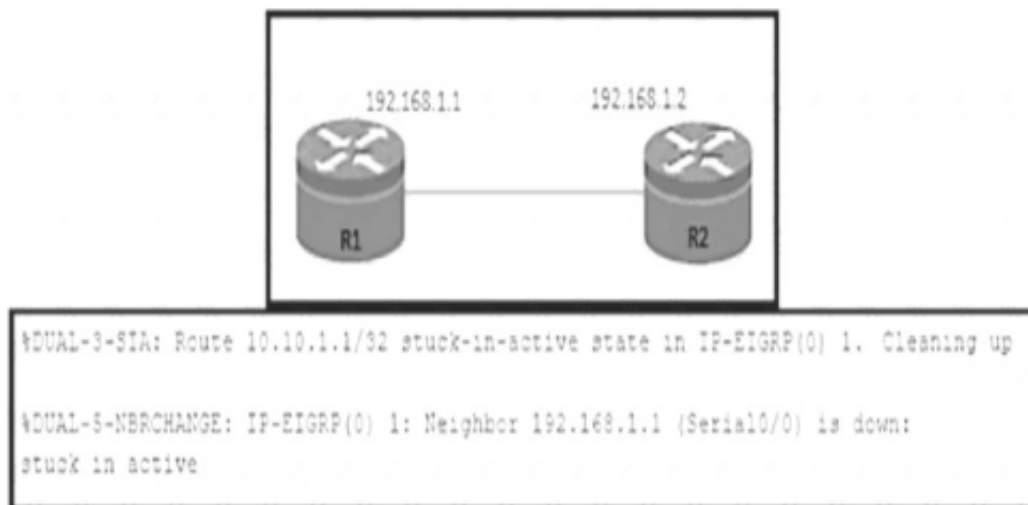 192.168.1.1
192.168.1.2
R1
R2
%DUAL-3-SIA: Route 10.10.1.1/32 stuck-in-active state in IP-EIGRP(0) 1. Cleaning up
%DUAL-5-NBRCHANGE: IP-EIGRP(0) 1: Neighbor 192.168.1.1 (Serial0/0) is down:
stuck in active